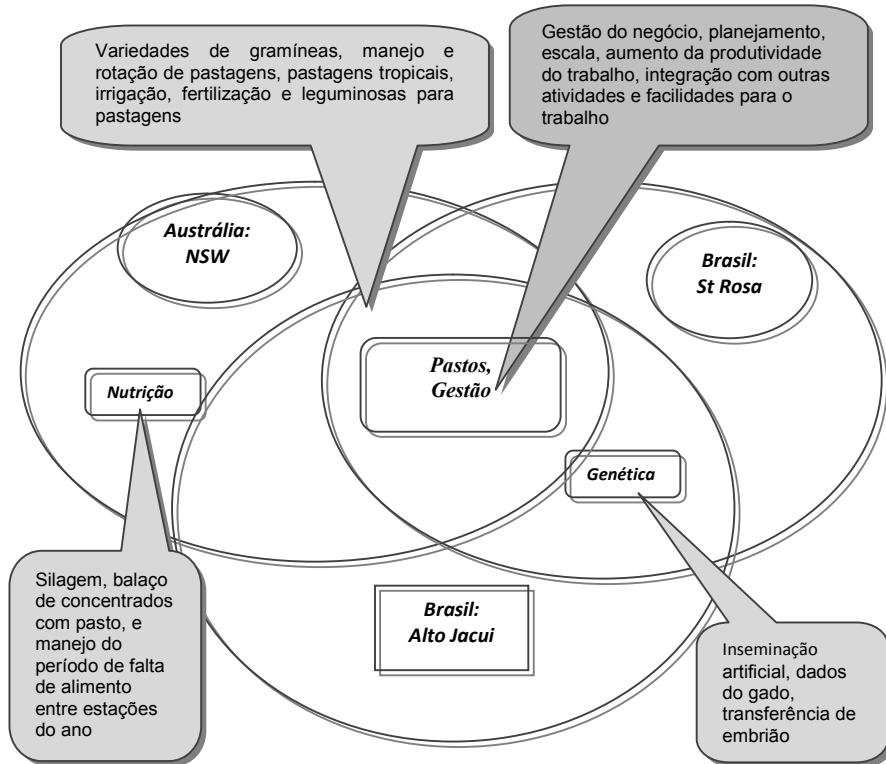 Variedades de gramíneas, manejo e
rotação de pastagens, pastagens tropicais,
irrigação, fertilização e leguminosas para
pastagens
Gestão do negócio, planejamento,
escala, aumento da produtividade
do trabalho, integração com outras
atividades e facilidades para o
trabalho
Austrália:
NSW
Brasil:
St Rosa
Pastos,
Gestão
Nutrição
Genética
Silagem, balaço
de concentrados
com pasto, e
manejo do
período de falta
de alimento
entre estações
do ano
Brasil:
Alto Jacui
Inseminação
artificial, dados
do gado,
transferência de
embrião